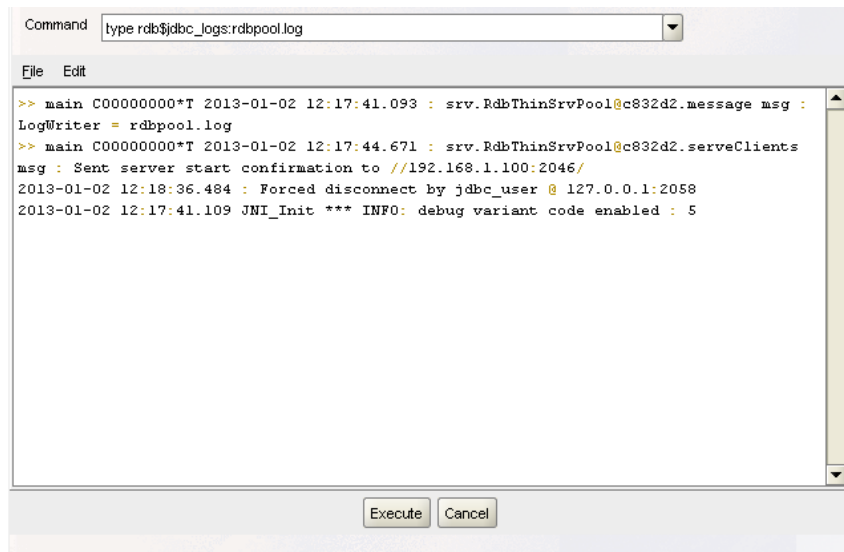 Command type rdb$jdbc_logs:rdbpool.log
File Edit
>> main C00000000*T 2013-01-02 12:17:41.093 : srv.RdbThinSrvPool@c832d2.message msg :
LogWriter = rdbpool.log
>> main C00000000*T 2013-01-02 12:17:44.671 : srv.RdbThinSrvPool@c832d2.serveClients
msg : Sent server start confirmation to //192.168.1.100:2046/
2013-01-02 12:18:36.484 : Forced disconnect by jdbc_user @ 127.0.0.1:2058
2013-01-02 12:17:41.109 JNI_Init *** INFO: debug variant code enabled : 5
Execute Cancel